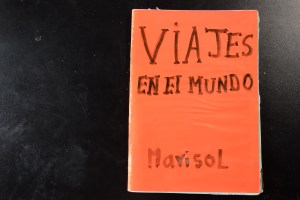 VIAJES
EN El MUNDO
MarisoL